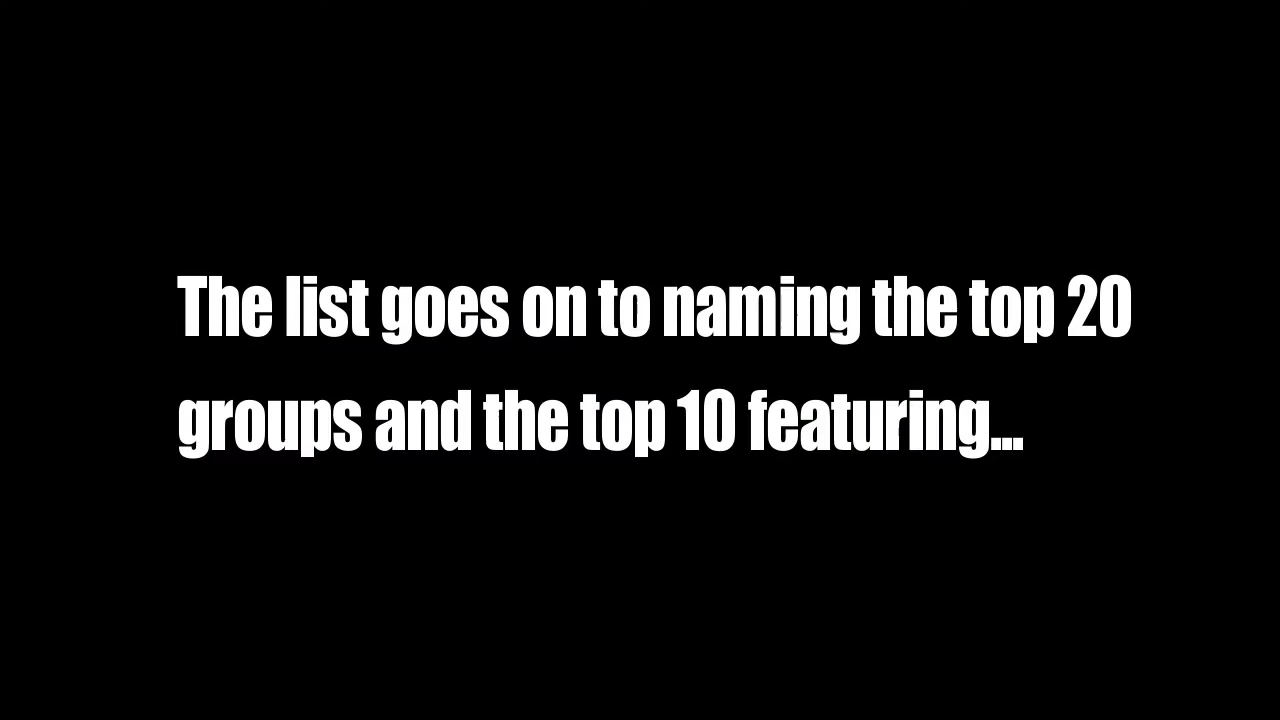 The list goes on to naming the top 20
groups and the top 10 featuring...